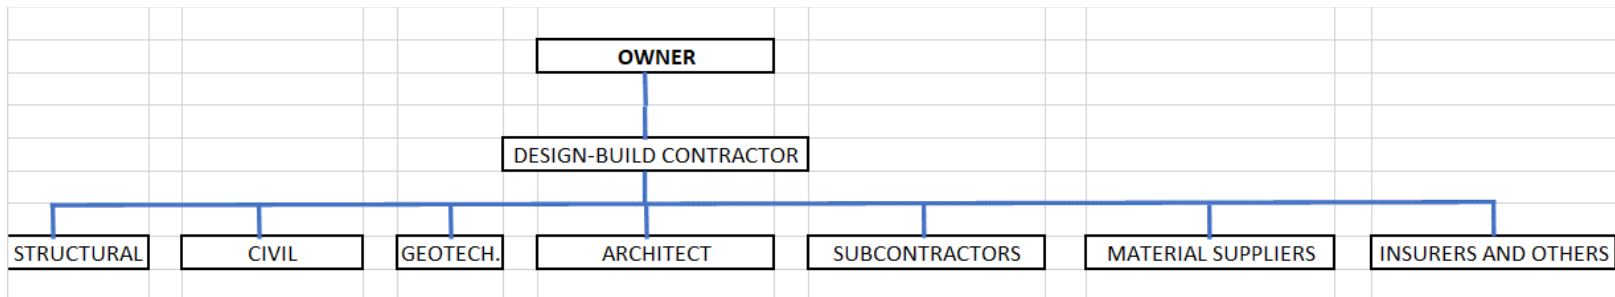 OWNER
DESIGN-BUILD CONTRACTOR
STRUCTURAL
CIVIL
GEOTECH.
ARCHITECT
SUBCONTRACTORS
MATERIAL SUPPLIERS
INSURERS AND OTHERS